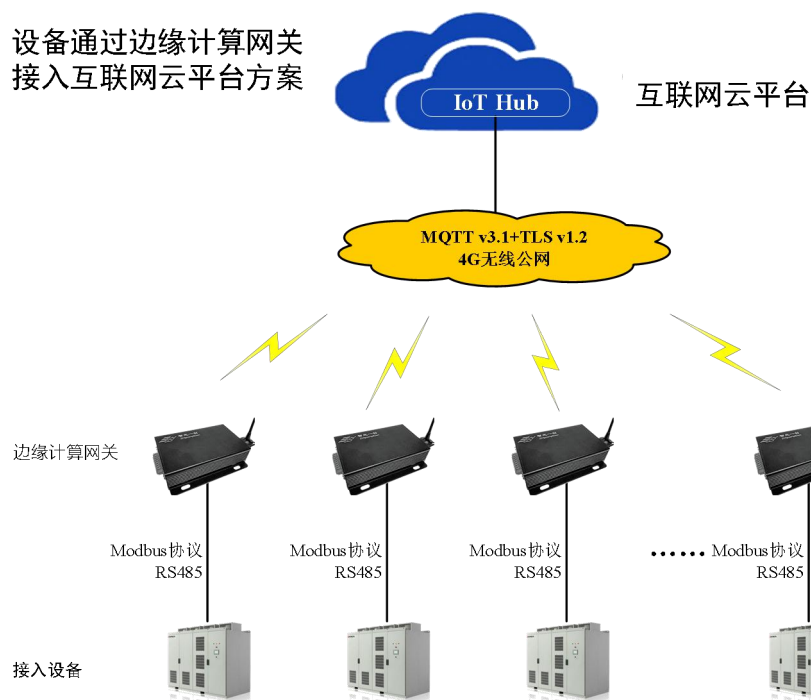 设备通过边缘计算网关
接入互联网云平台方案
IoT Hub
互联网云平台
MQTT v3.1+TLS v1.2
4G无线公网
边缘计算网关
Modbus协议
RS485
Modbus协议
RS485
Modbus协议
RS485
…… Modbus协议
RS485
接入设备